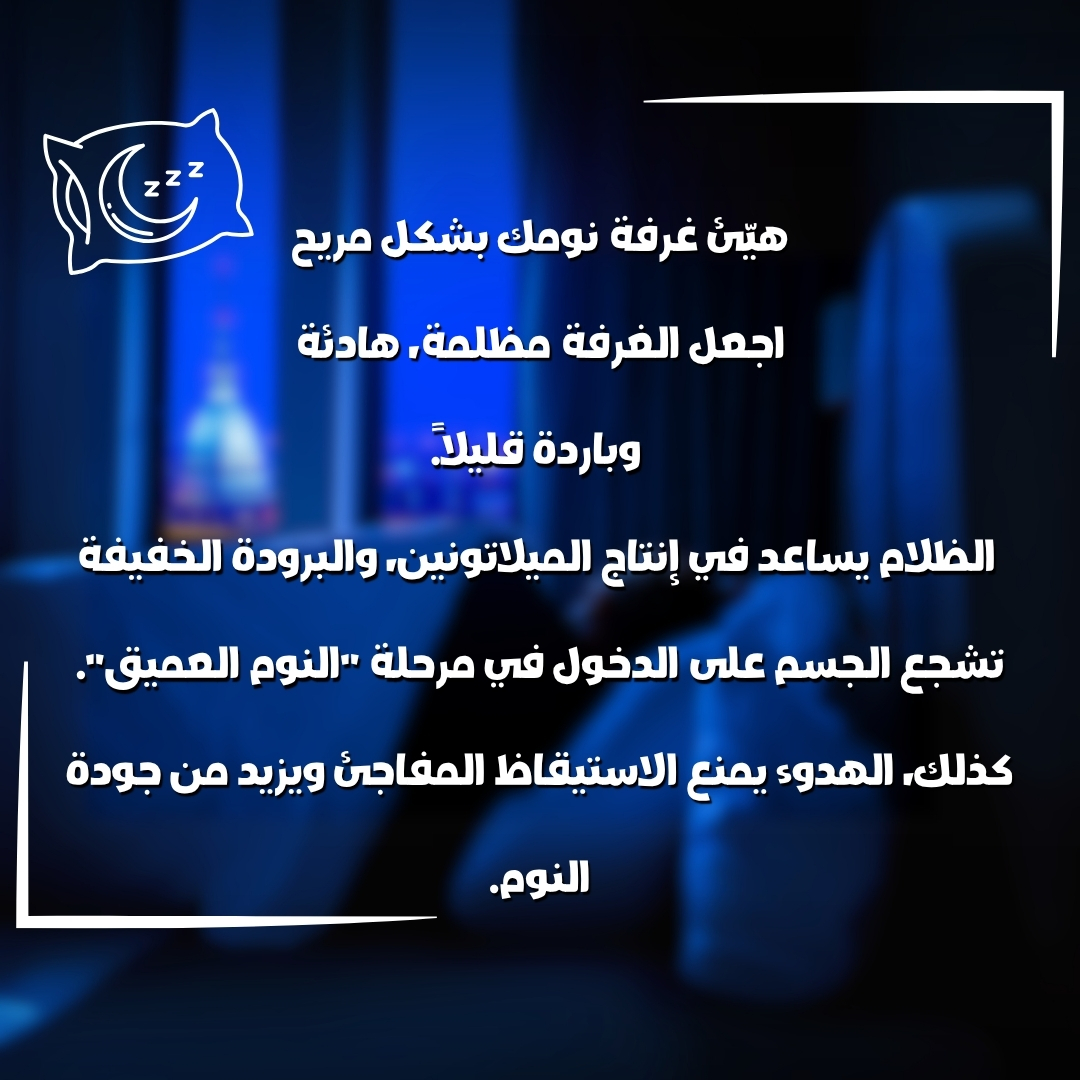 z z z
هيّئ غرفة نومك بشكل مريح
اجعل الغرفة مظلمة، هادئة
وباردة قليلاً.
الظلام يساعد في إنتاج الميلاتونين، والبرودة الخفيفة
تشجع الجسم على الدخول في مرحلة "النوم العميق".
كذلك، الهدوء يمنع الاستيقاظ المفاجئ ويزيد من جودة
النوم.